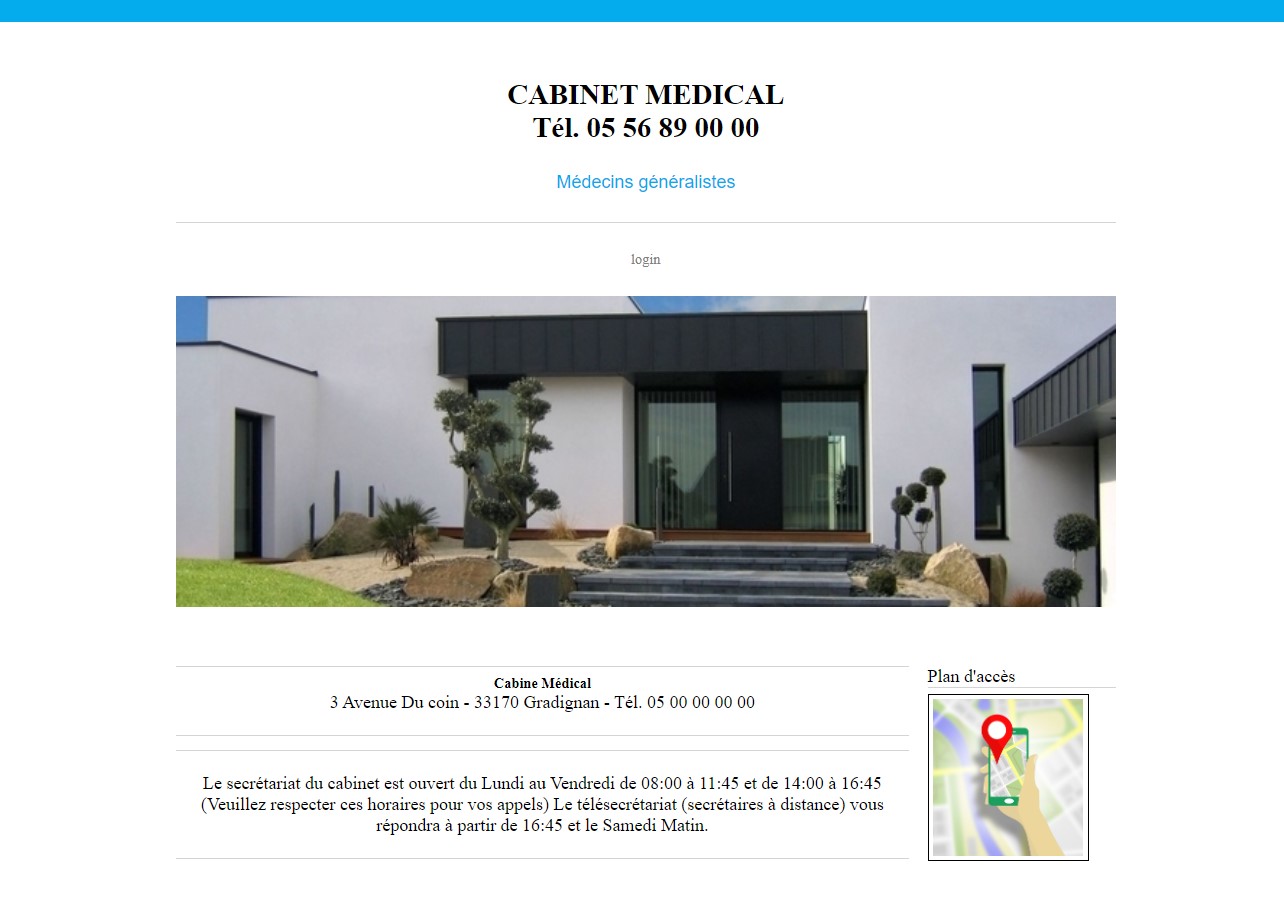 CABINET MEDICAL
Tél. 05 56 89 00 00
Médecins généralistes
login
Cabine Médical
3 Avenue Du coin - 33170 Gradignan - Tél. 05 00 00 00 00
Le secrétariat du cabinet est ouvert du Lundi au Vendredi de 08:00 à 11:45 et de 14:00 à 16:45
(Veuillez respecter ces horaires pour vos appels) Le télésecrétariat (secrétaires à distance) vous
répondra à partir de 16:45 et le Samedi Matin.
Plan d'accès